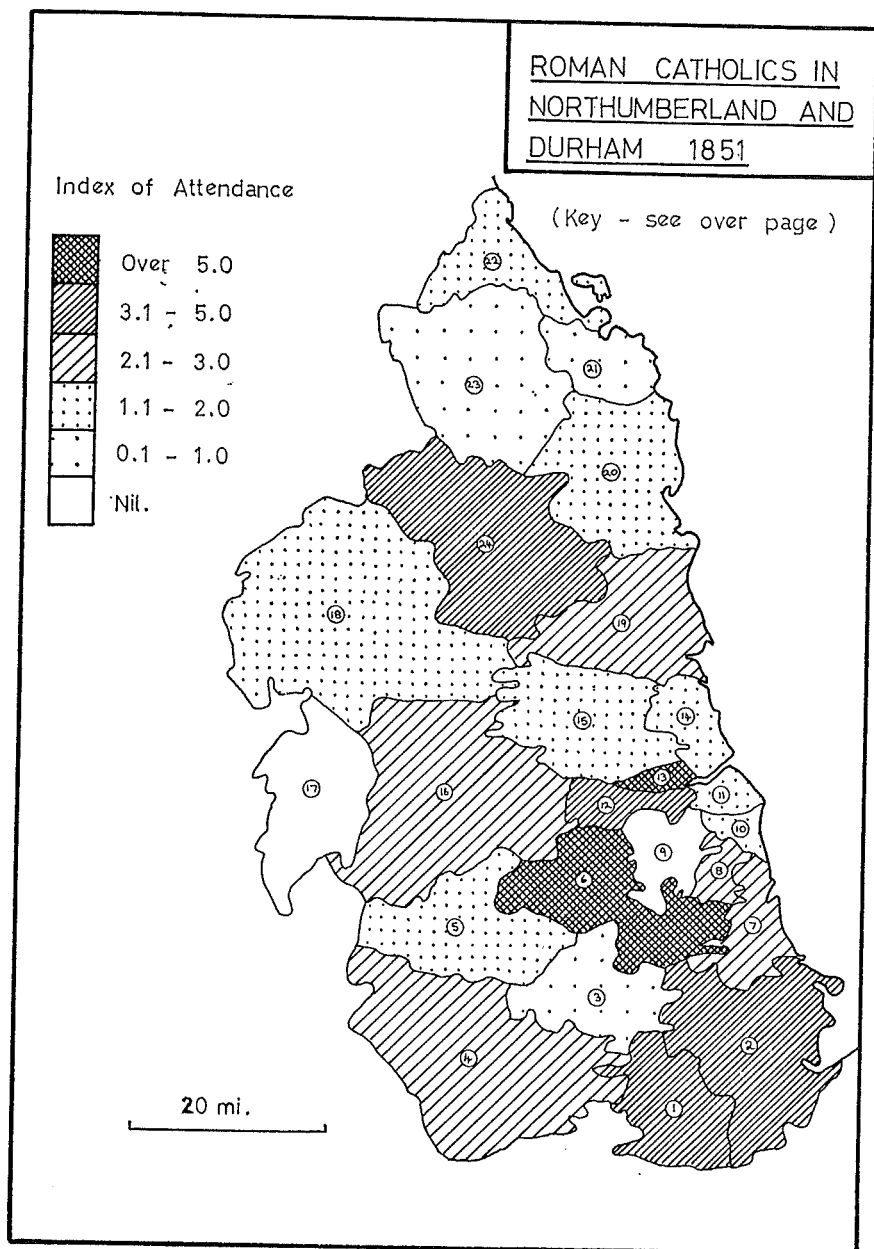 ROMAN CATHOLICS IN
NORTHUMBERLAND AND
DURHAM 1851
Index of Attendance
(Key - see over page)
Over 5.0
3.1 - 5.0
2.1 - 3.0
1.1 - 2.0
0.1 - 1.0
Nil.
22
21
23
20
24
18
19
14
15
13
17
16
11
12
10
9
8
6
7
5
3
2
4
1
20 mi.